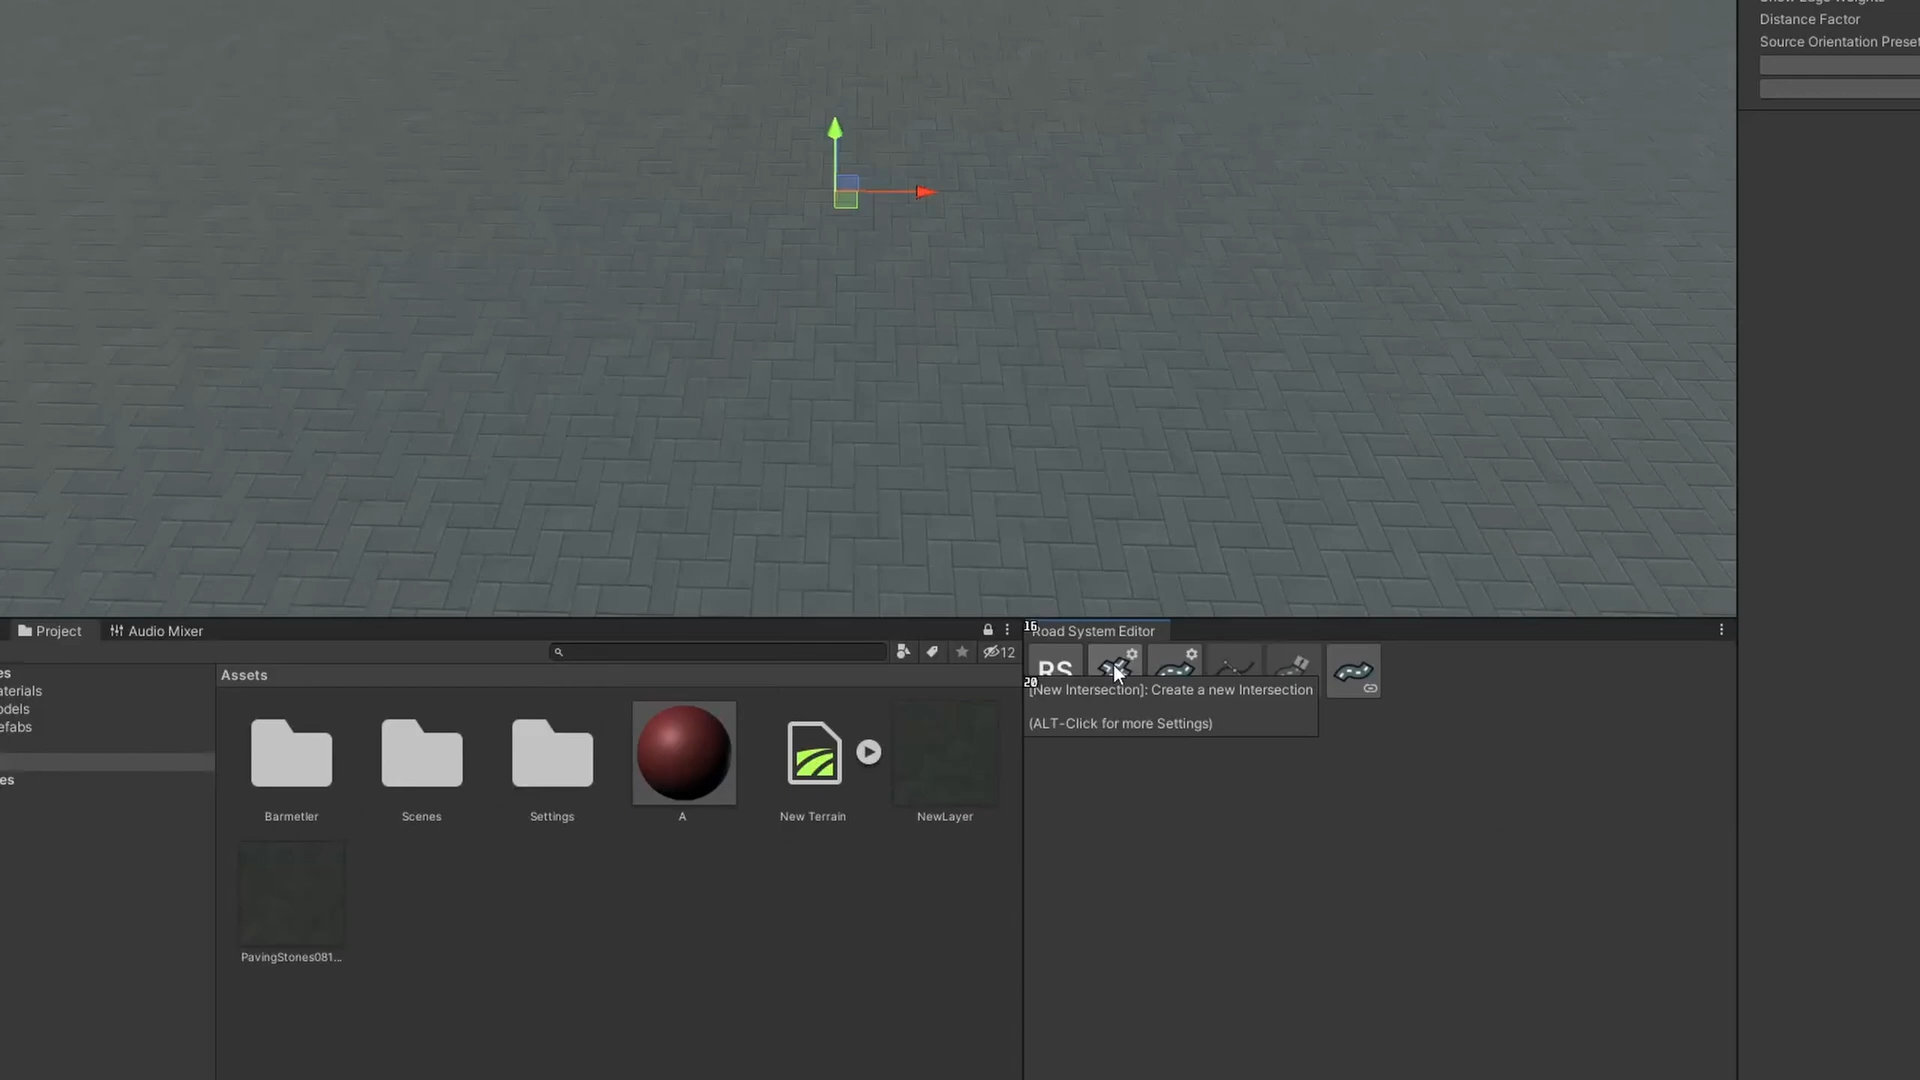 Distance Factor
Source Orientation Preset
Project
Audio Mixer
12
16
Road System Editor
RS
20
[New Intersection]: Create a new Intersection
(ALT-Click for more Settings)
es
aterials
odels
efabs
es
Assets
Barmetler
Scenes
Settings
A
New Terrain
NewLayer
PavingStones081...